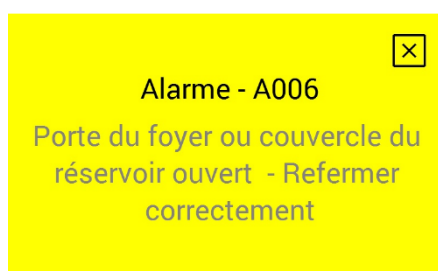 Alarme - A006
Porte du foyer ou couvercle du
réservoir ouvert - Refermer
correctement